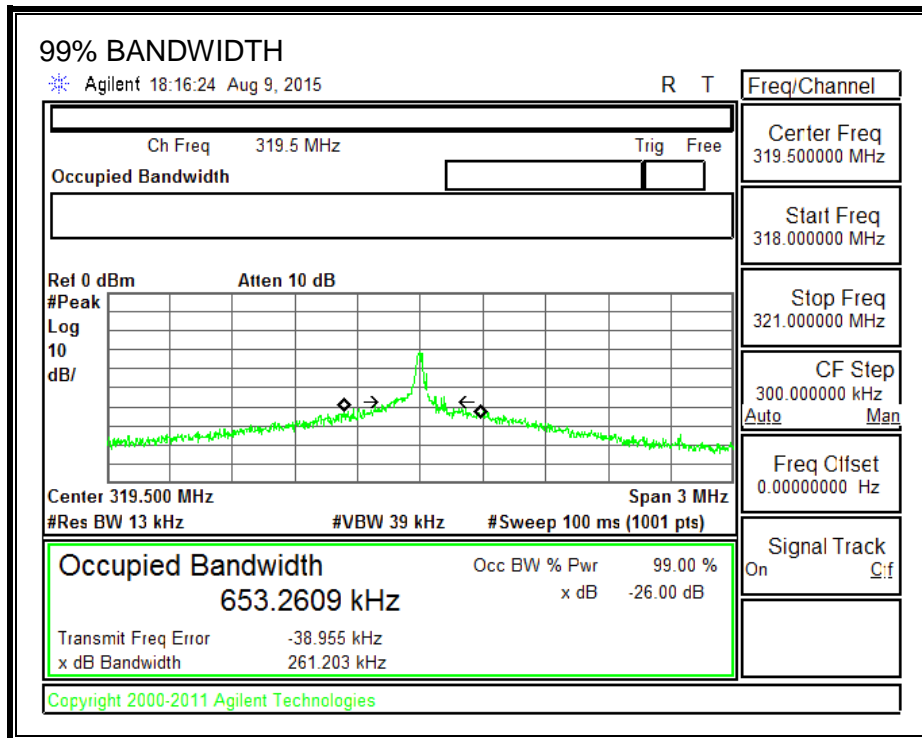 99% BANDWIDTH
Agilent 18:16:24 Aug 9, 2015 R T
Freq/Channel
Ch Freq 319.5 MHz Trig Free
Occupied Bandwidth
Center Freq
319.500000 MHz
Start Freq
318.000000 MHz
Stop Freq
321.000000 MHz
CF Step
300.000000 kHz
Auto Man
Freq Offset
0.00000000 Hz
Signal Track
On Off
Ref 0 dBm Atten 10 dB
#Peak
Log
10
dB/
Center 319.500 MHz Span 3 MHz
#Res BW 13 kHz #VBW 39 kHz #Sweep 100 ms (1001 pts)
Occupied Bandwidth
653.2609 kHz
Occ BW % Pwr 99.00 %
x dB -26.00 dB
Transmit Freq Error -38.955 kHz
x dB Bandwidth 261.203 kHz
Copyright 2000-2011 Agilent Technologies